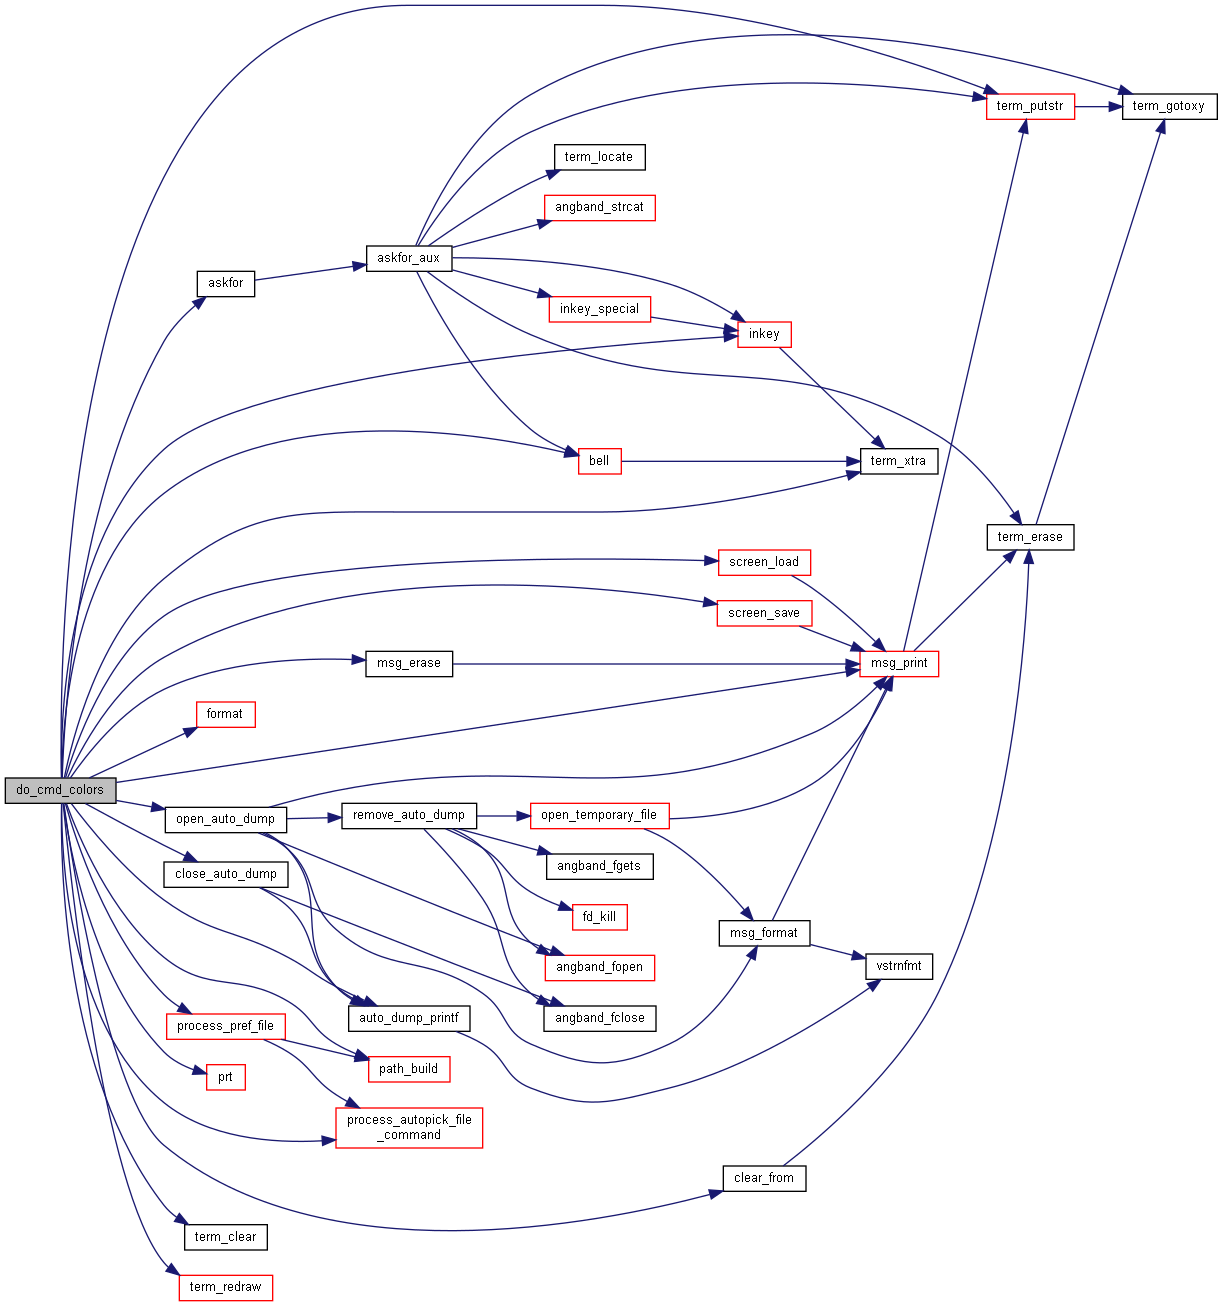 term_putstr
term_gotoxy
term_locate
angband_strcat
askfor_aux
askfor
inkey_special
inkey
bell
term_xtra
term_erase
screen_load
screen_save
msg_erase
msg_print
format
do_cmd_colors
open_auto_dump
remove_auto_dump
open_temporary_file
angband_fgets
close_auto_dump
fd_kill
msg_format
angband_fopen
vstrnfmt
auto_dump_printf
angband_fclose
process_pref_file
path_build
prt
process_autopick_file
_command
clear_from
term_clear
term_redraw